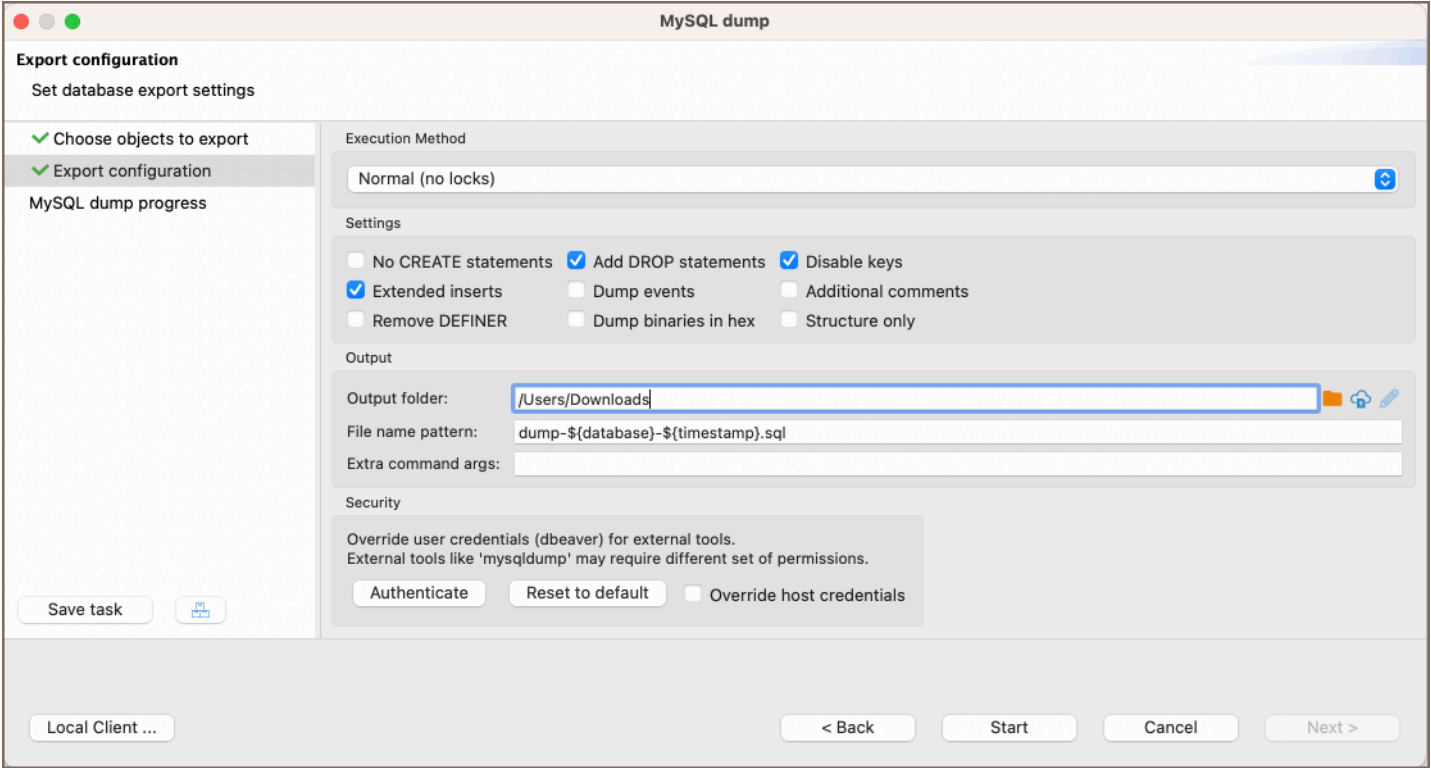 MySQL dump
Export configuration
Set database export settings
Choose objects to export
Export configuration
MySQL dump progress
Execution Method
Normal (no locks)
Settings
No CREATE statements Add DROP statements Disable keys
Extended inserts Dump events Additional comments
Remove DEFINER Dump binaries in hex Structure only
Output
Output folder: /Users/Downloads
File name pattern: dump-${database}-${timestamp}.sql
Extra command args:
Security
Override user credentials (dbeaver) for external tools.
External tools like 'mysqldump' may require different set of permissions.
Authenticate Reset to default Override host credentials
Save task
Local Client ... < Back Start Cancel Next >